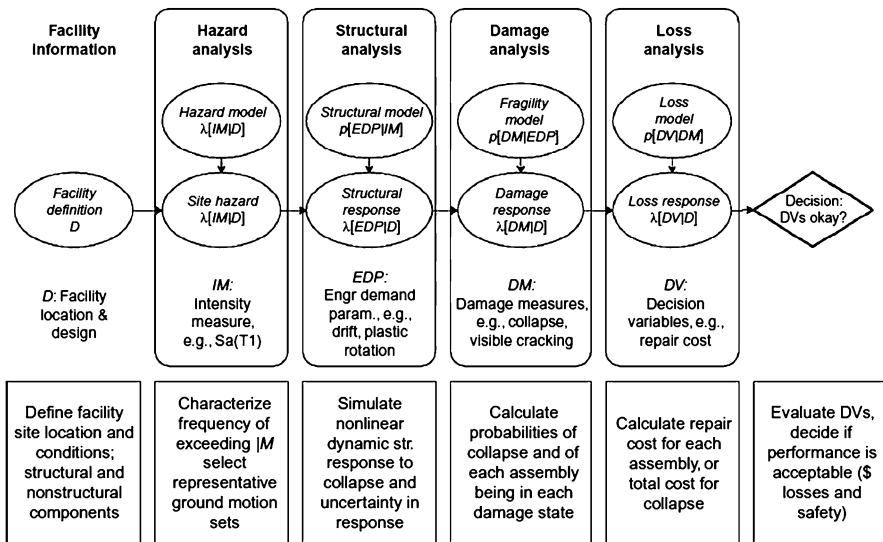 Facility
information
Hazard
analysis
Structural
analysis
Damage
analysis
Loss
analysis
Hazard model
λ[IM|D]
Structural model
p[EDP|IM]
Fragility
model
p[DM|EDP]
Loss
model
p[DV|DM]
Facility
definition
D
Site hazard
λ[IM|D]
Structural
response
λ[EDP|D]
Damage
response
λ[DM|D]
Loss response
λ[DV|D]
Decision:
DVs okay?
D: Facility
location &
design
IM:
Intensity
measure,
e.g., Sa(T1)
EDP:
Engr demand
param., e.g.,
drift, plastic
rotation
DM:
Damage measures,
e.g., collapse,
visible cracking
DV:
Decision
variables, e.g.,
repair cost
Define facility
site location and
conditions;
structural and
nonstructural
components
Characterize
frequency of
exceeding |M
select
representative
ground motion
sets
Simulate
nonlinear
dynamic str.
response to
collapse and
uncertainty in
response
Calculate
probabilities of
collapse and of
each assembly
being in each
damage state
Calculate repair
cost for each
assembly, or
total cost for
collapse
Evaluate DVs,
decide if
performance is
acceptable ($
losses and
safety)